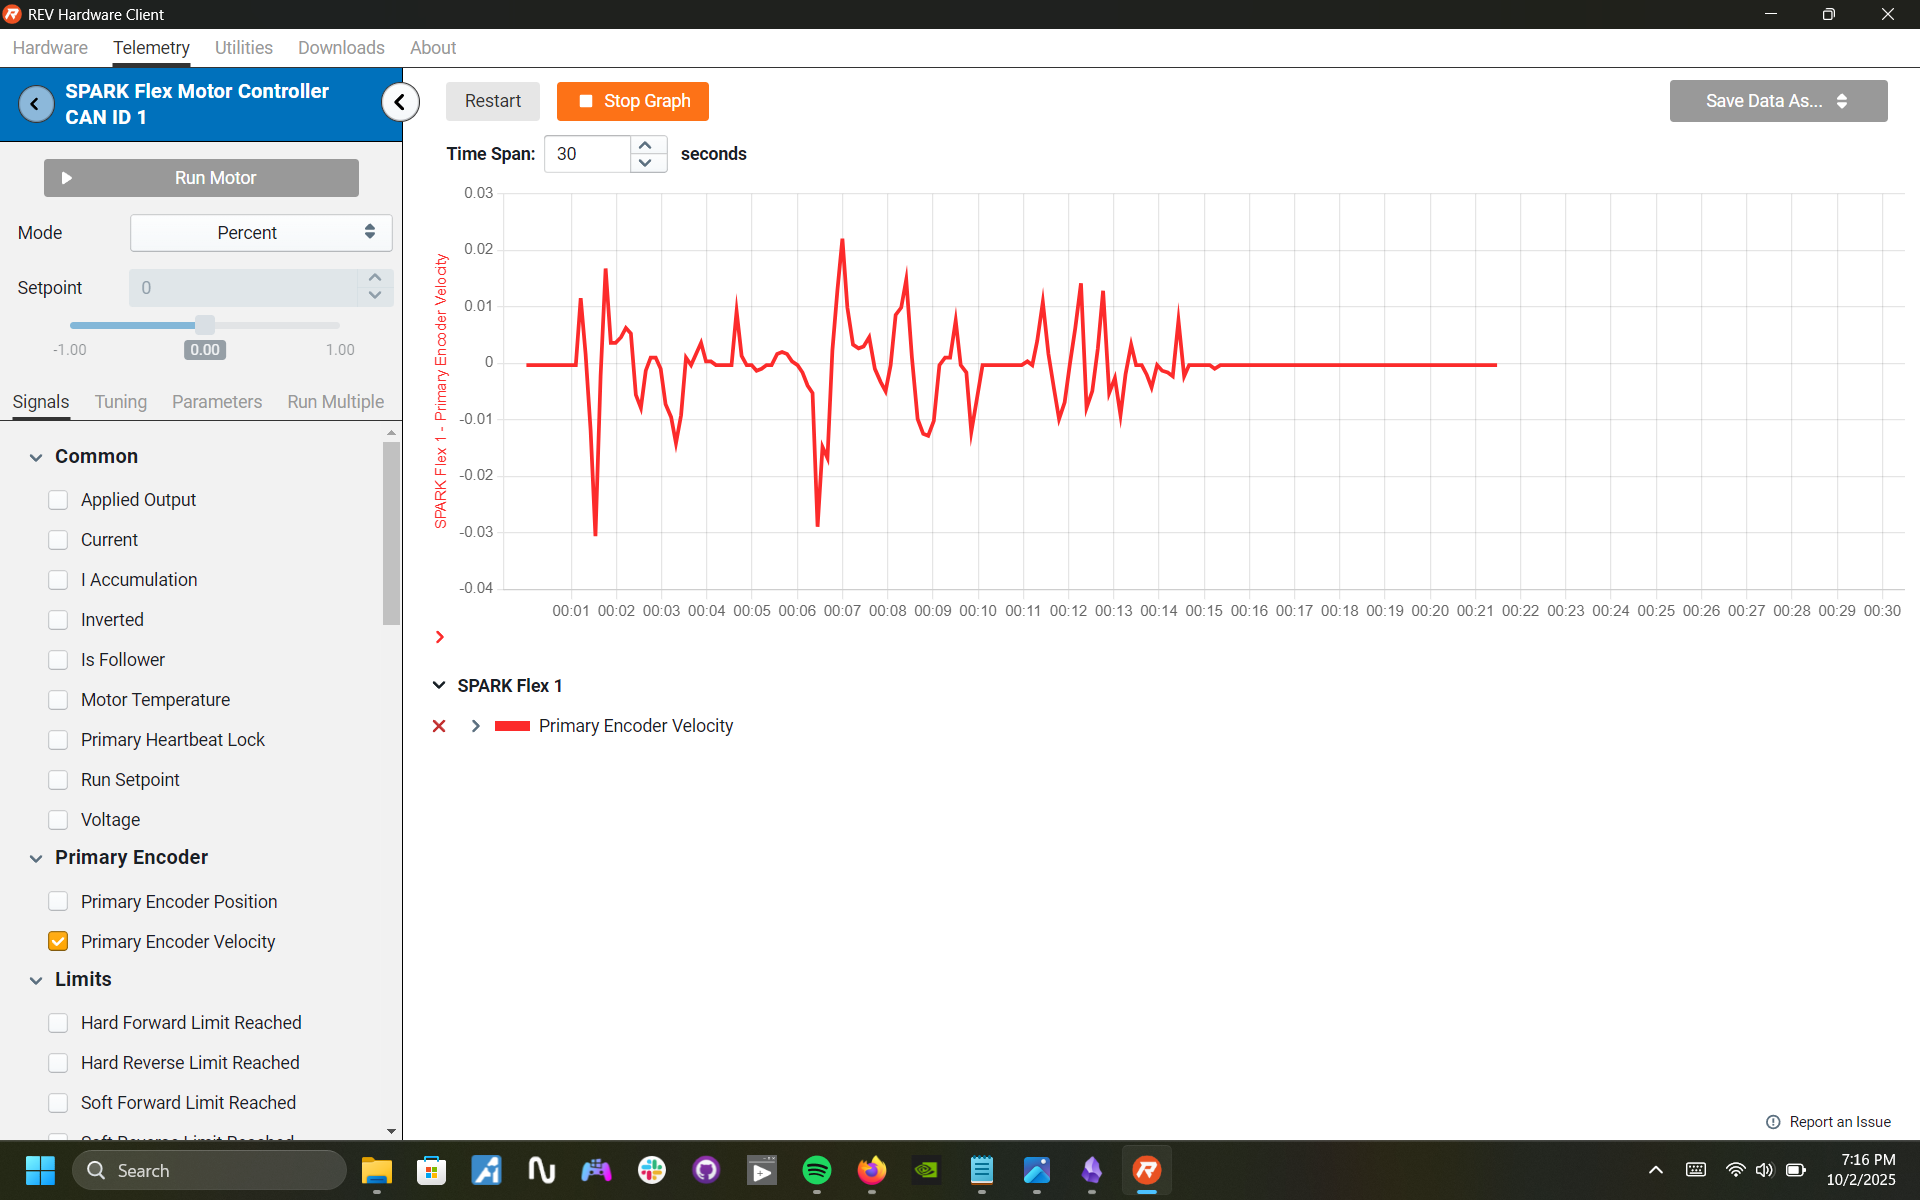 REV Hardware Client
Hardware Telemetry Utilities Downloads About
SPARK Flex Motor Controller
CAN ID 1
Run Motor
Mode Percent
Setpoint 0
-1.00 0.00 1.00
Signals Tuning Parameters Run Multiple
Common
Applied Output
Current
I Accumulation
Inverted
Is Follower
Motor Temperature
Primary Heartbeat Lock
Run Setpoint
Voltage
Primary Encoder
Primary Encoder Position
Primary Encoder Velocity
Limits
Hard Forward Limit Reached
Hard Reverse Limit Reached
Soft Forward Limit Reached
Soft Reverse Limit Reached
Restart Stop Graph Save Data As...
Time Span: 30 seconds
SPARK Flex 1 - Primary Encoder Velocity
0.03
0.02
0.01
0
-0.01
-0.02
-0.03
-0.04
00:01 00:02 00:03 00:04 00:05 00:06 00:07 00:08 00:09 00:10 00:11 00:12 00:13 00:14 00:15 00:16 00:17 00:18 00:19 00:20 00:21 00:22 00:23 00:24 00:25 00:26 00:27 00:28 00:29 00:30
SPARK Flex 1
Primary Encoder Velocity
Report an Issue
Search
7:16 PM
10/2/2025